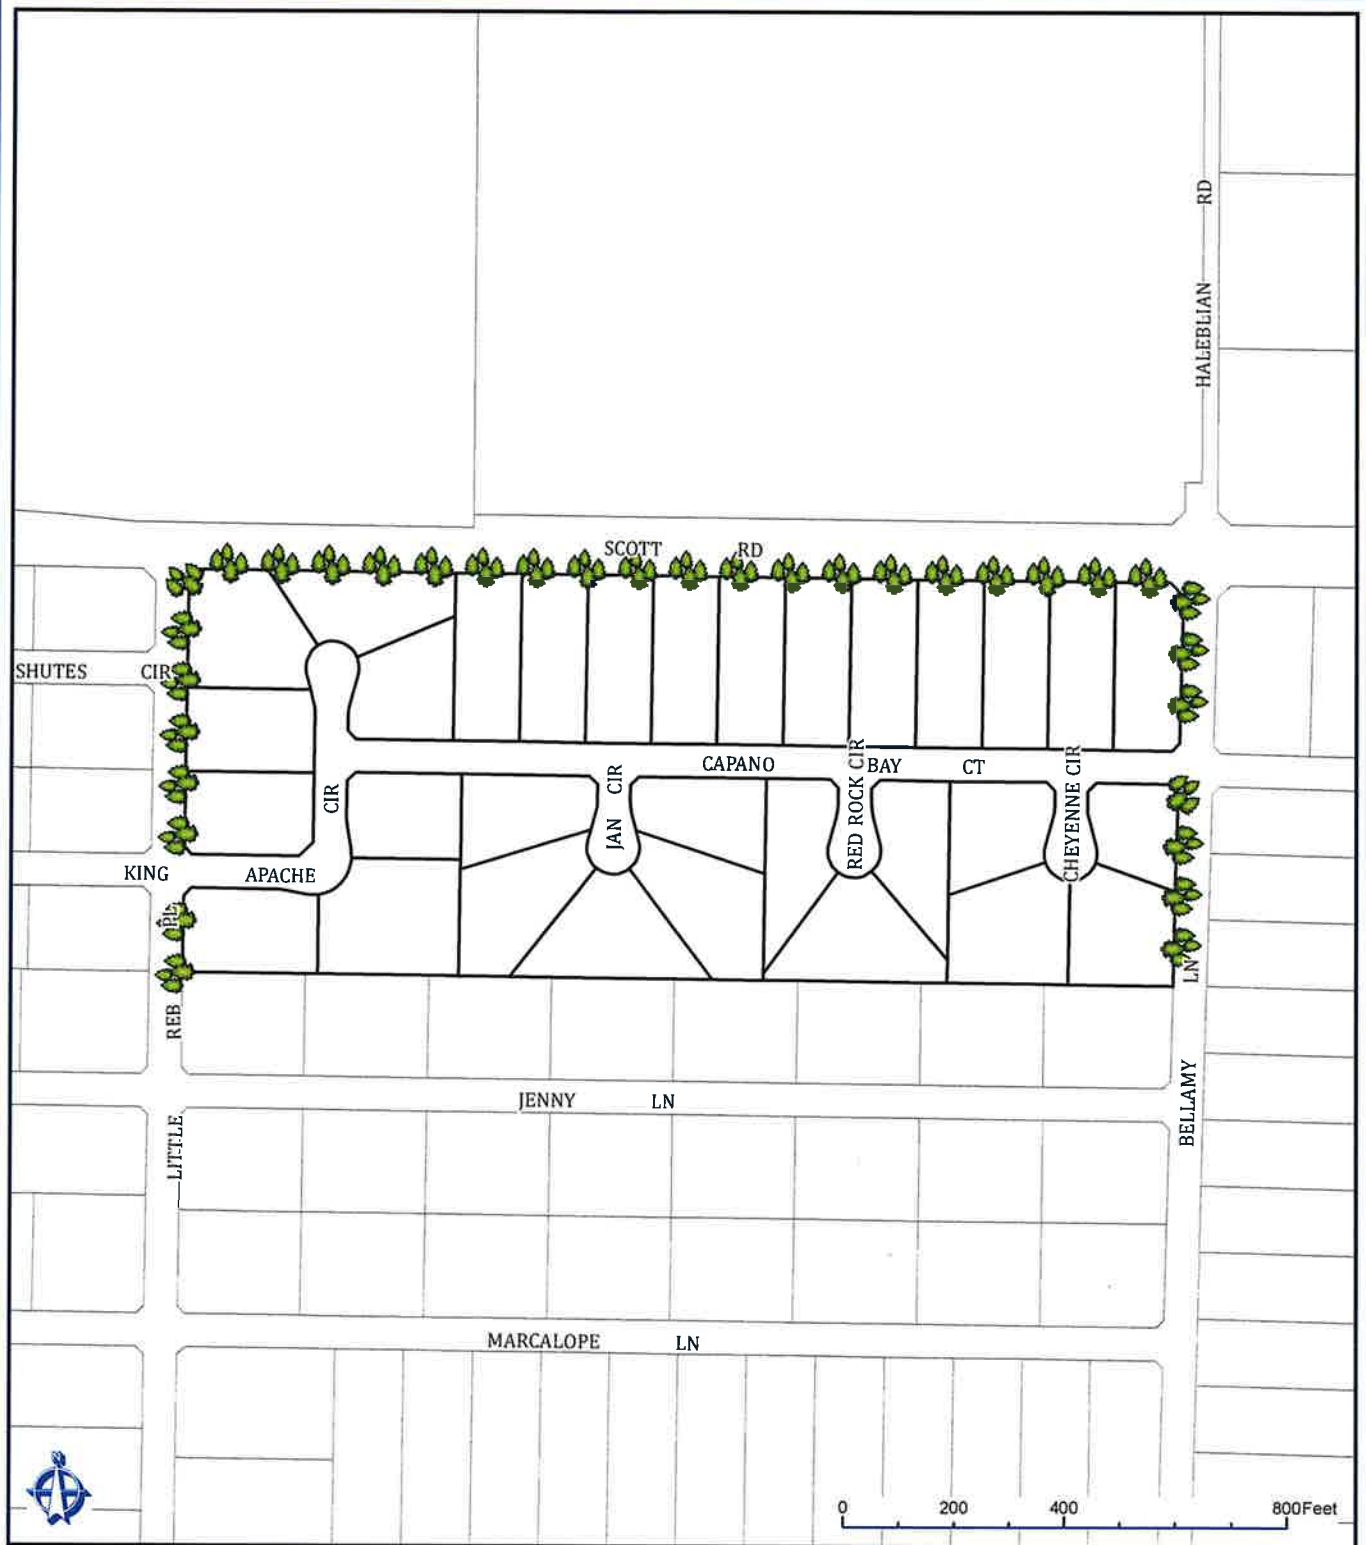 HALEBLIAN RD
SCOTT RD
SHUTES CIR
CAPANO BAY CT
RED ROCK CIR
CHEYENNE CIR
JAN CIR
CIR
KING
APACHE
PL
LN
REB
JENNY LN
BELLAMY
LITTLE
MARCALOPE LN
0 200 400 800Feet